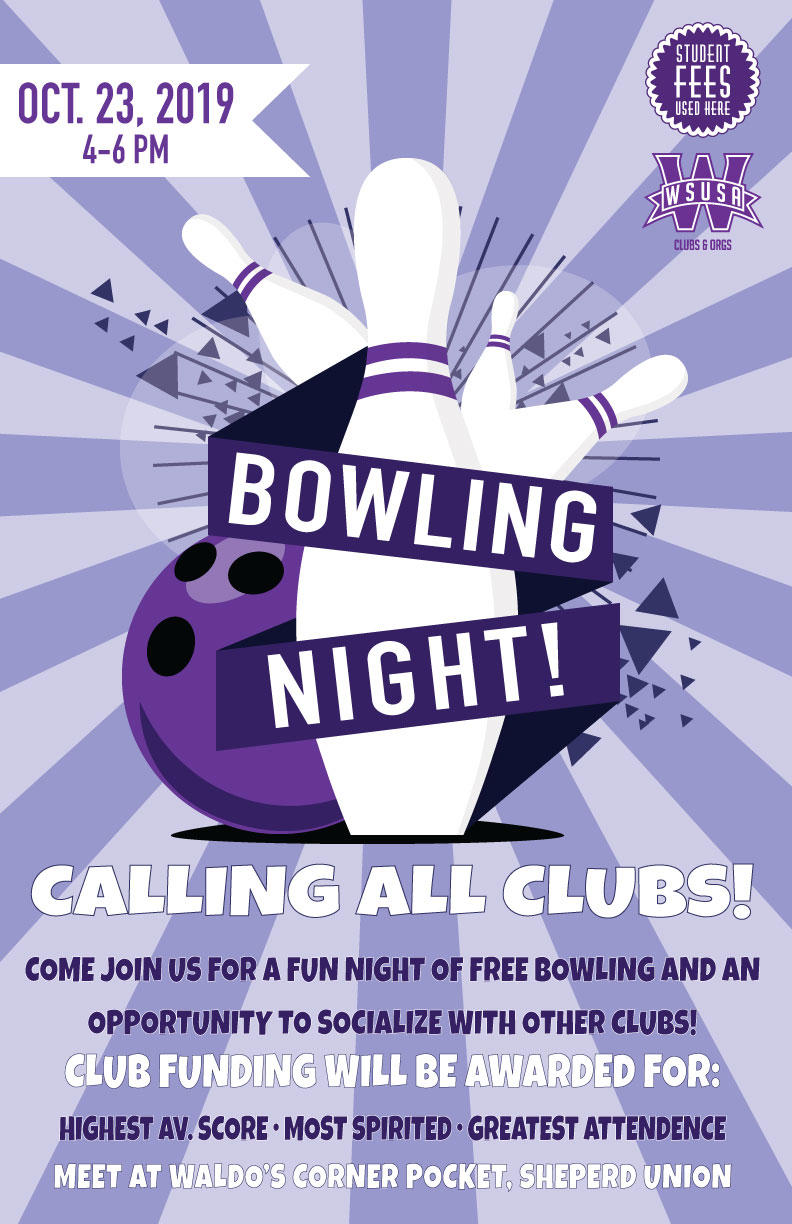 OCT. 23, 2019
4-6 PM
STUDENT
FEES
USED HERE
W
WSUSA
CLUBS & ORGS
BOWLING
NIGHT!
CALLING ALL CLUBS!
COME JOIN US FOR A FUN NIGHT OF FREE BOWLING AND AN
OPPORTUNITY TO SOCIALIZE WITH OTHER CLUBS!
CLUB FUNDING WILL BE AWARDED FOR:
HIGHEST AV. SCORE • MOST SPIRITED • GREATEST ATTENDENCE
MEET AT WALDO'S CORNER POCKET, SHEPERD UNION